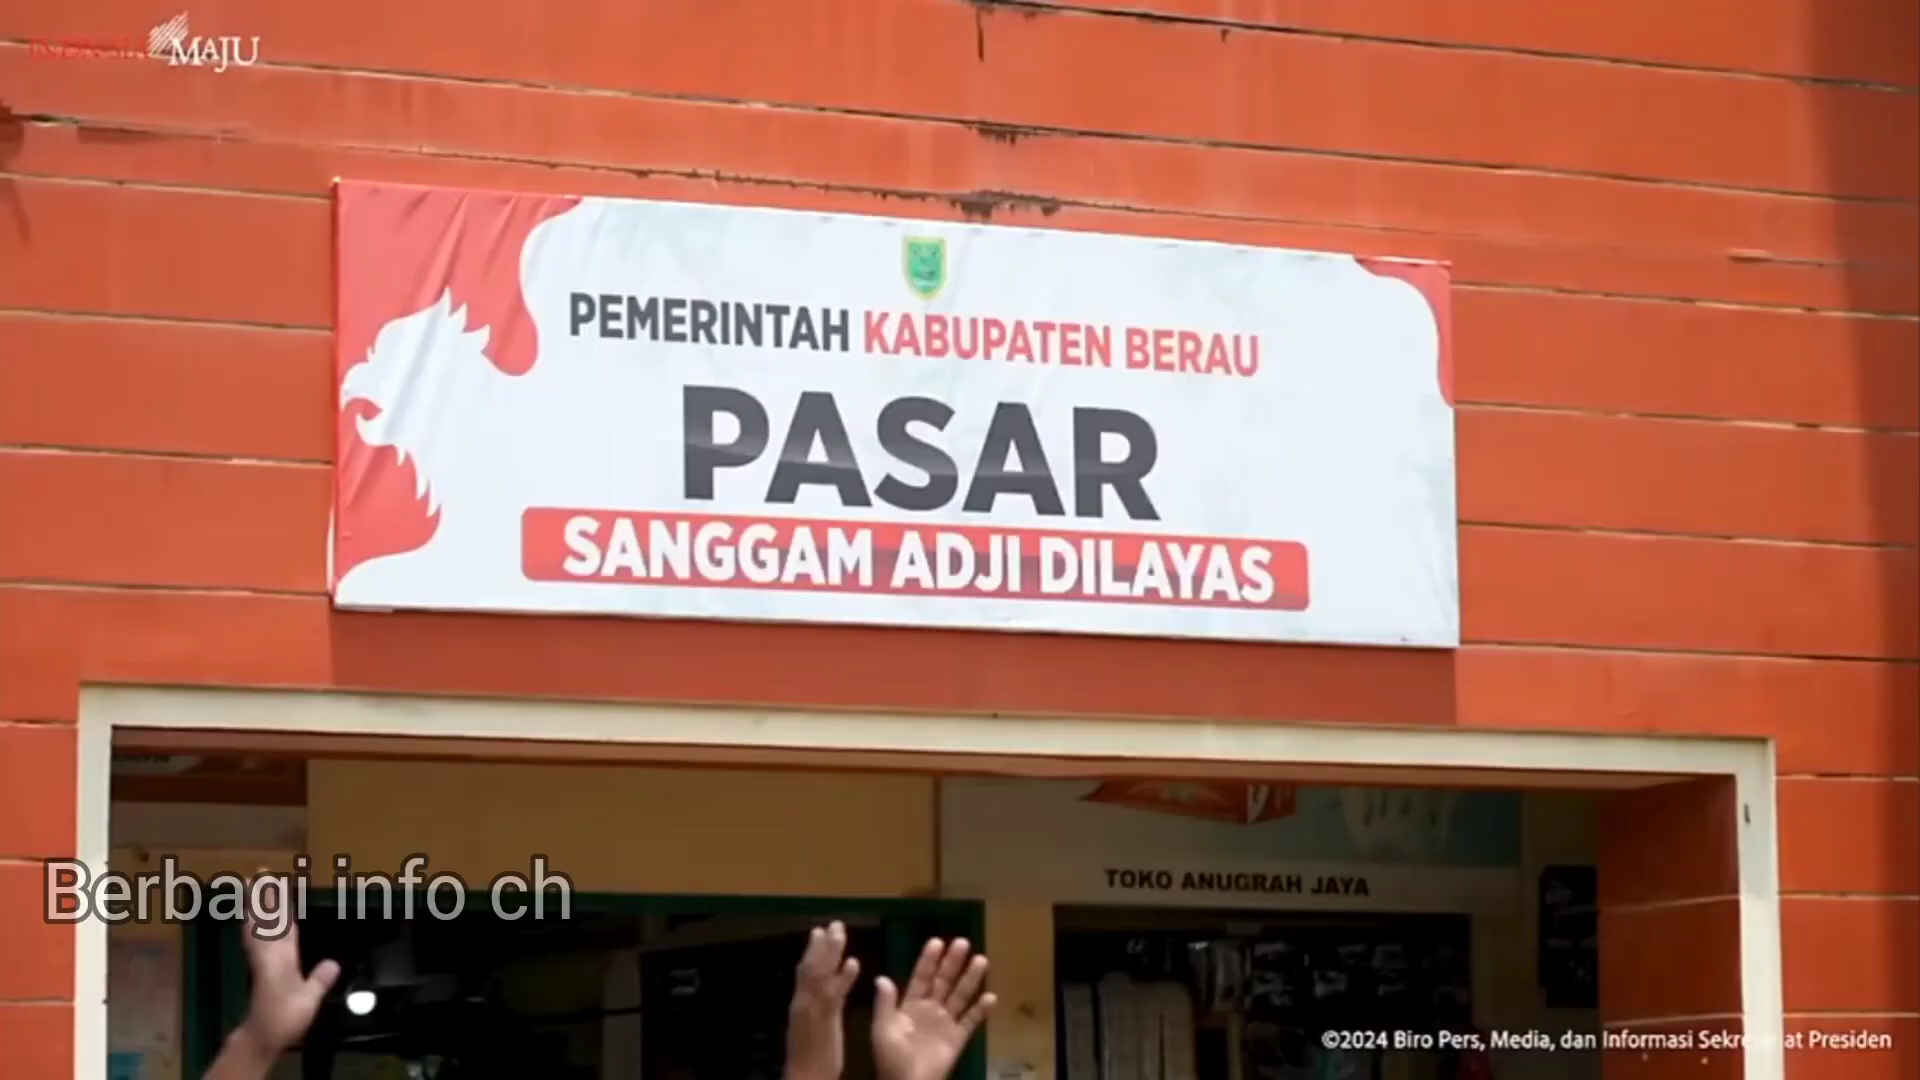 MAJU
PEMERINTAH KABUPATEN BERAU
PASAR
SANGGAM ADJI DILAYAS
TOKO ANUGRAH JAYA
Berbagi info ch
©2024 Biro Pers, Media, dan Informasi Presiden